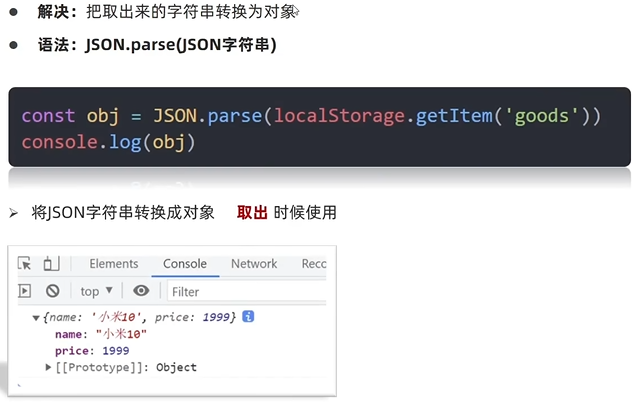 ● 解决：把取出来的字符串转换为对象
● 语法：JSON.parse(JSON字符串)
const obj = JSON.parse(localStorage.getItem('goods'))
console.log(obj)
➢ 将JSON字符串转换成对象 取出 时候使用
Elements Console Network Reco
top ▼ Filter
▼{name: '小米10', price: 1999} i
name: "小米10"
price: 1999
▶[[Prototype]]: Object